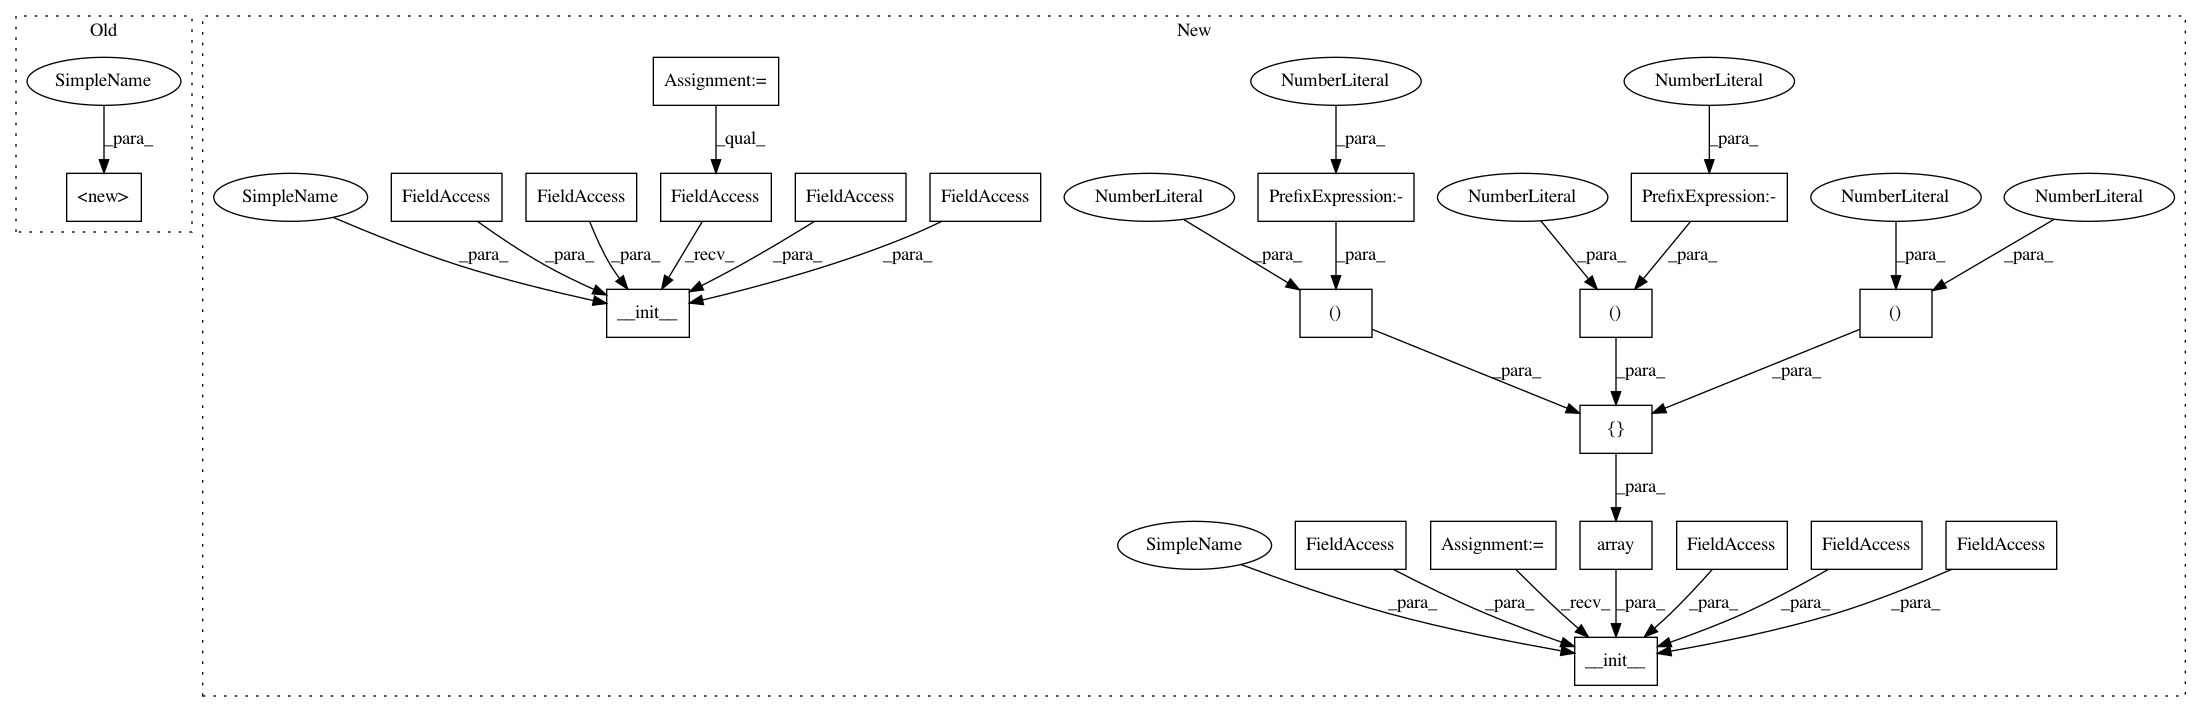 Old
New
SimpleName
Assignment:=
NumberLiteral
NumberLiteral
_para_
_qual_
_para_
_para_
<new>
SimpleName
FieldAccess
FieldAccess
FieldAccess
FieldAccess
FieldAccess
NumberLiteral
PrefixExpression:-
NumberLiteral
PrefixExpression:-
NumberLiteral
NumberLiteral
_para_
_para_
_para_
_recv_
_para_
_para_
_para_
_para_
_para_
_para_
_para_
_para_
__init__
()
()
()
_para_
_para_
_para_
{}
_para_
SimpleName
FieldAccess
Assignment:=
array
FieldAccess
FieldAccess
FieldAccess
_para_
_para_
_recv_
_para_
_para_
_para_
_para_
__init__